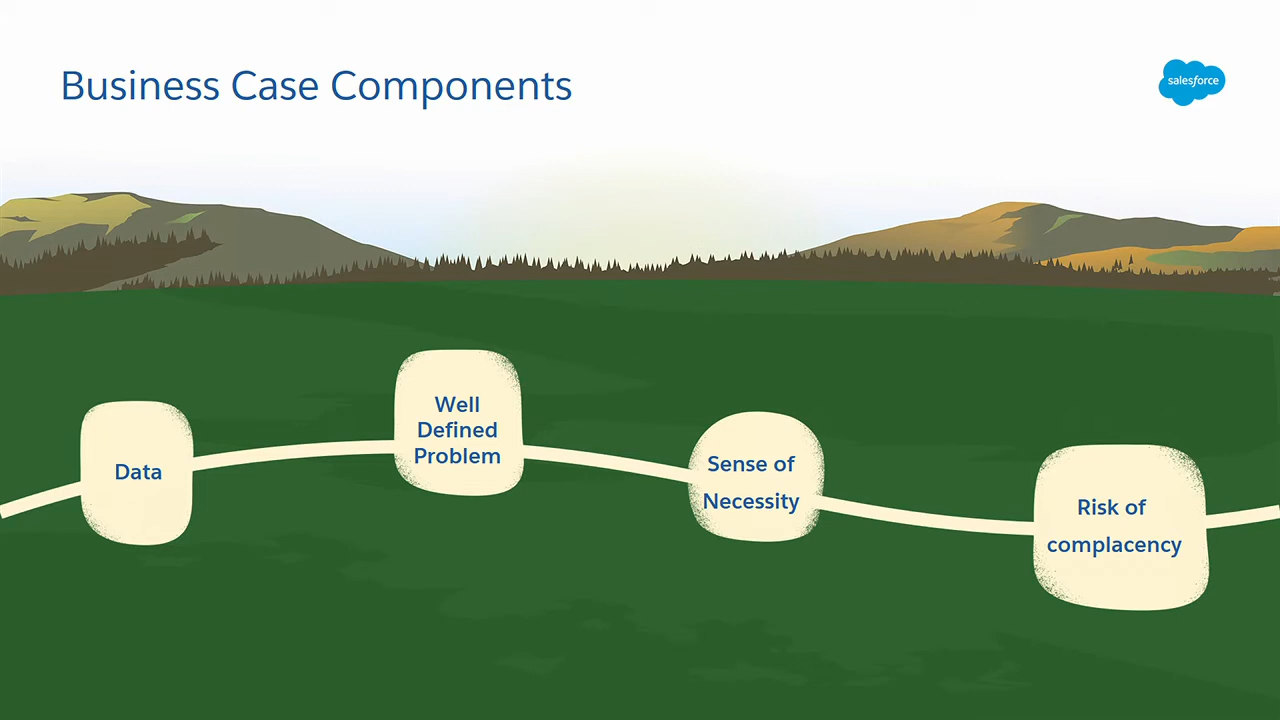 Business Case Components
salesforce
Data
Well
Defined
Problem
Sense of
Necessity
Risk of
complacency